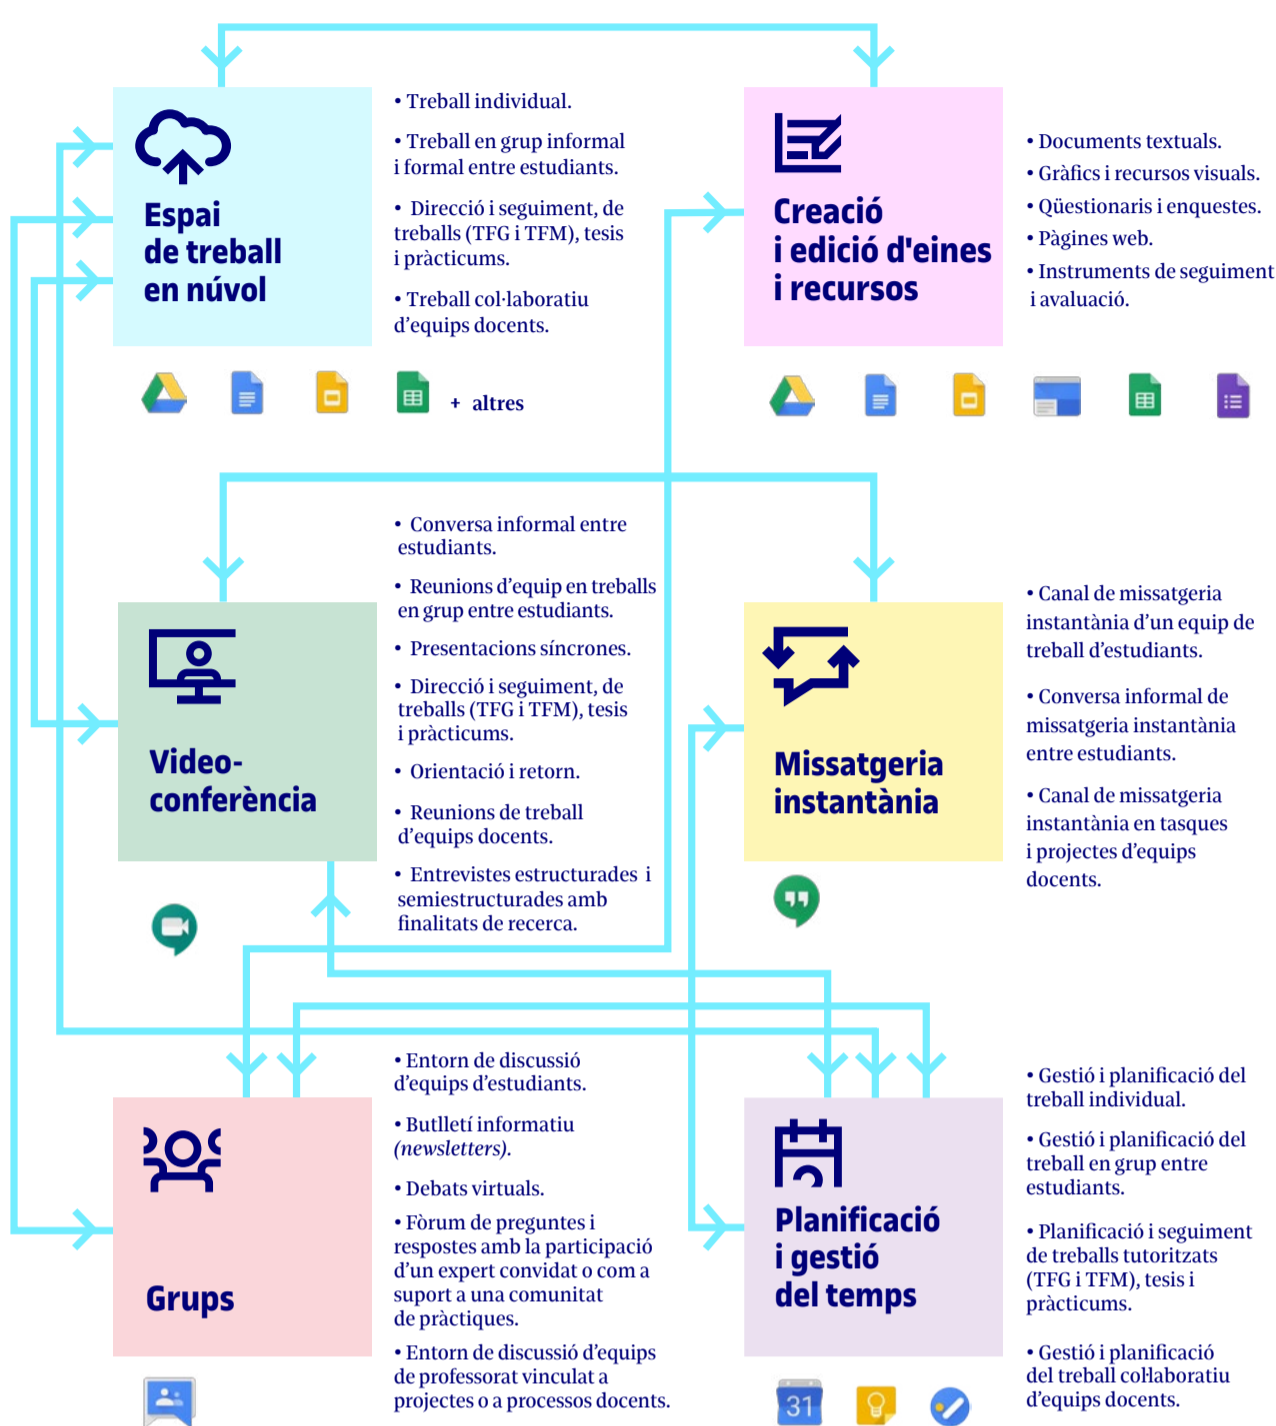 Espai
de treball
en núvol
• Treball individual.
• Treball en grup informal
i formal entre estudiants.
• Direcció i seguiment, de
treballs (TFG i TFM), tesis
i pràcticums.
• Treball col·laboratiu
d'equips docents.
+ altres
Creació
i edició d'eines
i recursos
• Documents textuals.
• Gràfics i recursos visuals.
• Qüestionaris i enquestes.
• Pàgines web.
• Instruments de seguiment
i avaluació.
Video-
conferència
• Conversa informal entre
estudiants.
• Reunions d'equip en treballs
en grup entre estudiants.
• Presentacions síncrones.
• Direcció i seguiment, de
treballs (TFG i TFM), tesis
i pràcticums.
• Orientació i retorn.
• Reunions de treball
d'equips docents.
• Entrevistes estructurades i
semiestructurades amb
finalitats de recerca.
Missatgeria
instantània
• Canal de missatgeria
instantània d'un equip de
treball d'estudiants.
• Conversa informal de
missatgeria instantània
entre estudiants.
• Canal de missatgeria
instantània en tasques
i projectes d'equips
docents.
Grups
• Entorn de discussió
d'equips d'estudiants.
• Butlletí informatiu
(newsletters).
• Debats virtuals.
• Fòrum de preguntes i
respostes amb la participació
d'un expert convidat o com a
suport a una comunitat
de pràctiques.
• Entorn de discussió d'equips
de professorat vinculat a
projectes o a processos docents.
Planificació
i gestió
del temps
• Gestió i planificació del
treball individual.
• Gestió i planificació del
treball en grup entre
estudiants.
• Planificació i seguiment
de treballs tutoritzats
(TFG i TFM), tesis i
pràcticums.
• Gestió i planificació
del treball col·laboratiu
d'equips docents.
31